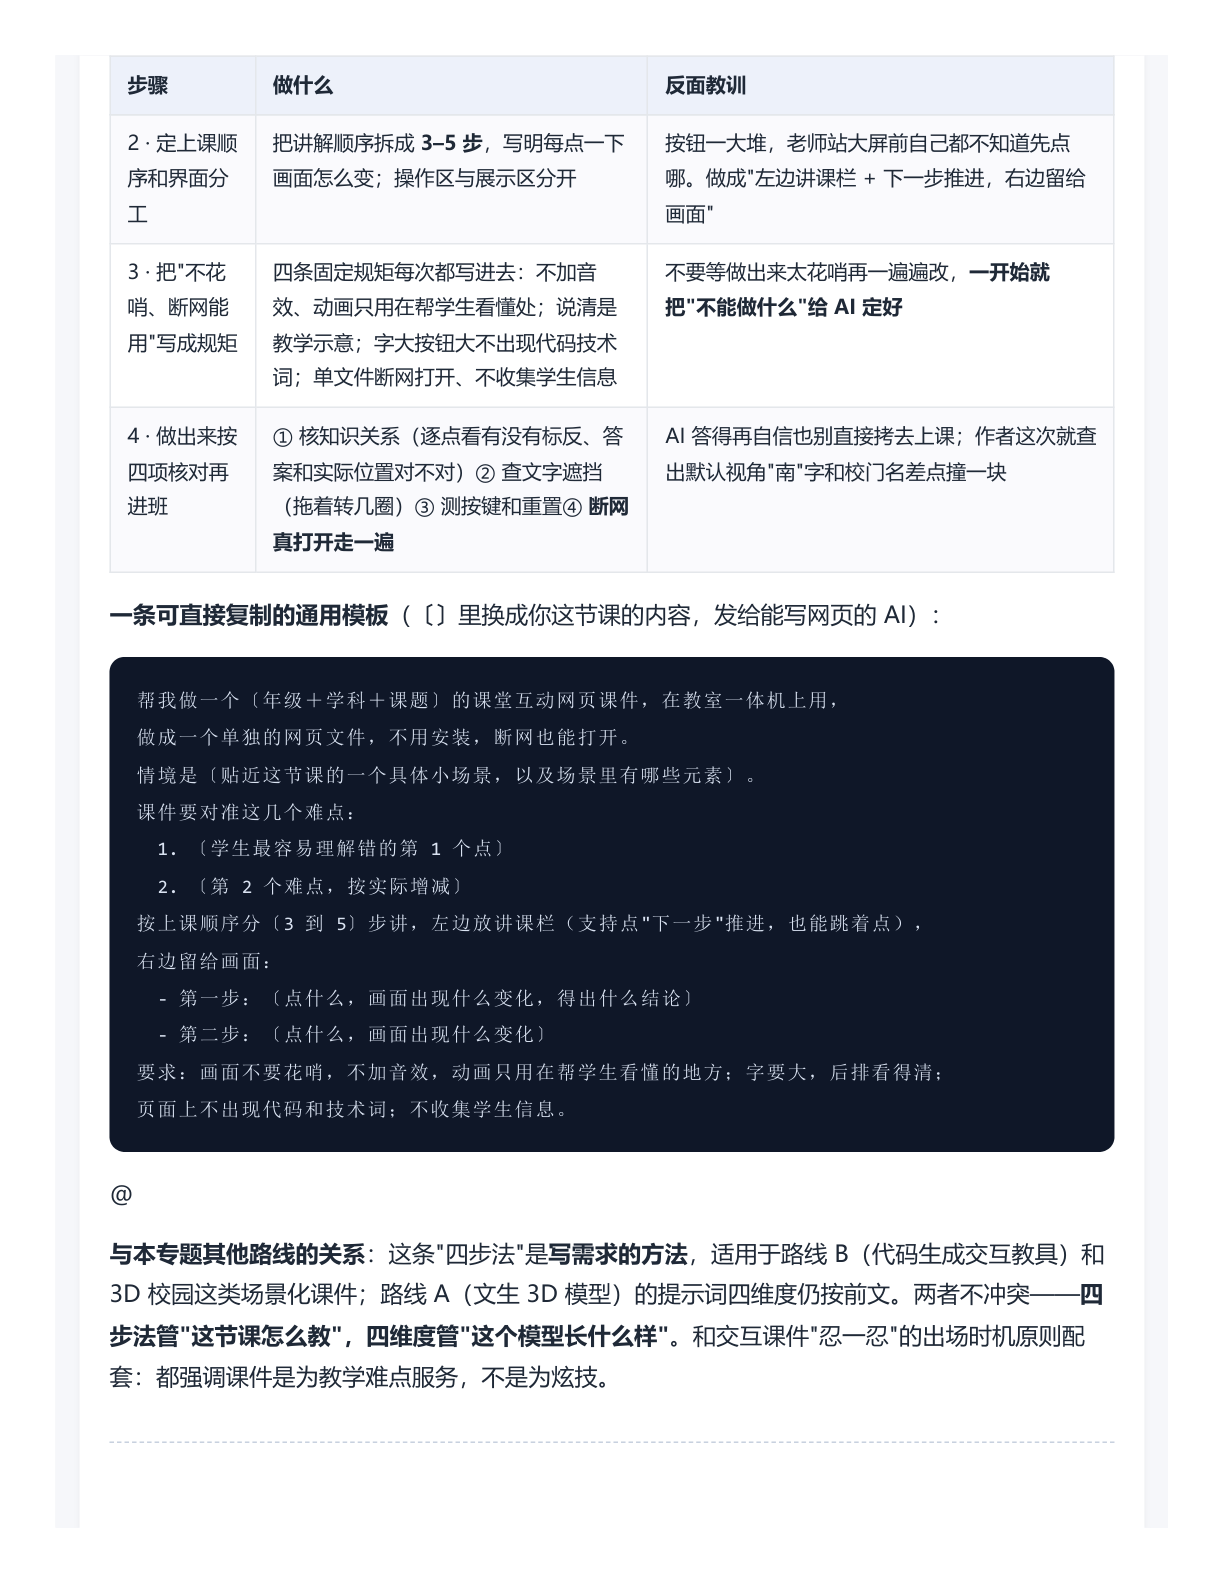 步骤
做什么
反面教训
2 · 定上课顺
序和界面分
工
把讲解顺序拆成 3–5 步，写明每点一下
画面怎么变；操作区与展示区分开
按钮一大堆，老师站大屏前自己都不知道先点
哪。做成"左边讲课栏 + 下一步推进，右边留给
画面"
3 · 把"不花
哨、断网能
用"写成规矩
四条固定规矩每次都写进去：不加音
效、动画只用在帮学生看懂处；说清是
教学示意；字大按钮大不出现代码技术
词；单文件断网打开、不收集学生信息
不要等做出来太花哨再一遍遍改，一开始就
把"不能做什么"给 AI 定好
4 · 做出来按
四项核对再
进班
① 核知识关系（逐点看有没有标反、答
案和实际位置对不对）② 查文字遮挡
（拖着转几圈）③ 测按键和重置④ 断网
真打开走一遍
AI 答得再自信也别直接拷去上课；作者这次就查
出默认视角"南"字和校门名差点撞一块
一条可直接复制的通用模板（〔〕里换成你这节课的内容，发给能写网页的 AI）：
帮我做一个〔年级＋学科＋课题〕的课堂互动网页课件，在教室一体机上用，
做成一个单独的网页文件，不用安装，断网也能打开。
情境是〔贴近这节课的一个具体小场景，以及场景里有哪些元素〕。
课件要对准这几个难点：
1. 〔学生最容易理解错的第 1 个点〕
2. 〔第 2 个难点，按实际增减〕
按上课顺序分〔3 到 5〕步讲，左边放讲课栏（支持点"下一步"推进，也能跳着点），
右边留给画面：
- 第一步：〔点什么，画面出现什么变化，得出什么结论〕
- 第二步：〔点什么，画面出现什么变化〕
要求：画面不要花哨，不加音效，动画只用在帮学生看懂的地方；字要大，后排看得清；
页面上不出现代码和技术词；不收集学生信息。
@
与本专题其他路线的关系：这条"四步法"是写需求的方法，适用于路线 B（代码生成交互教具）和
3D 校园这类场景化课件；路线 A（文生 3D 模型）的提示词四维度仍按前文。两者不冲突——四
步法管"这节课怎么教"，四维度管"这个模型长什么样"。和交互课件"忍一忍"的出场时机原则配
套：都强调课件是为教学难点服务，不是为炫技。